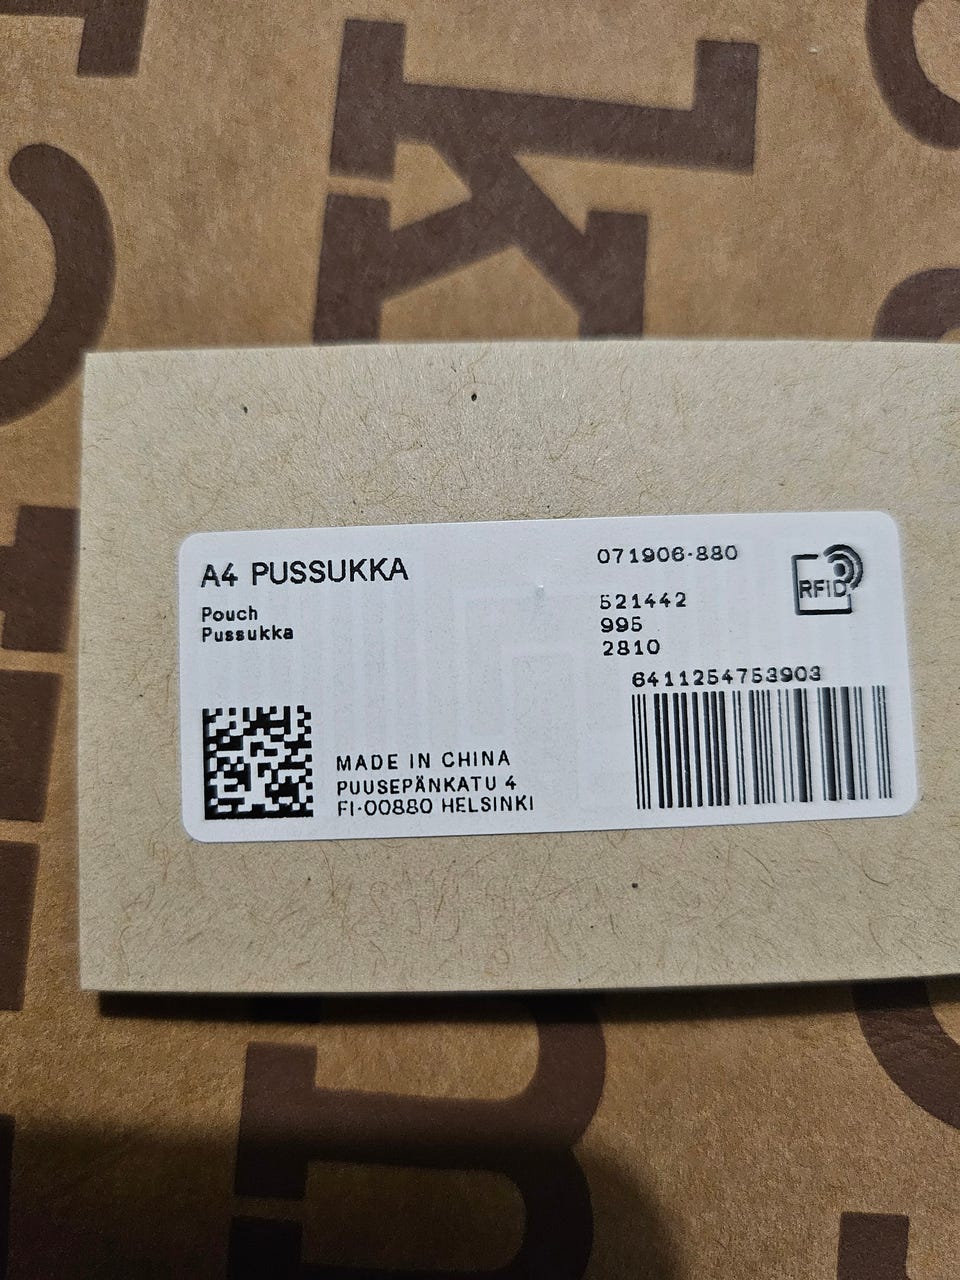 A4 PUSSUKKA
Pouch
Pussukka
071906-880
521442
995
2810
RFID
6411254753903
MADE IN CHINA
PUUSEPÄNKATU 4
FI-00880 HELSINKI